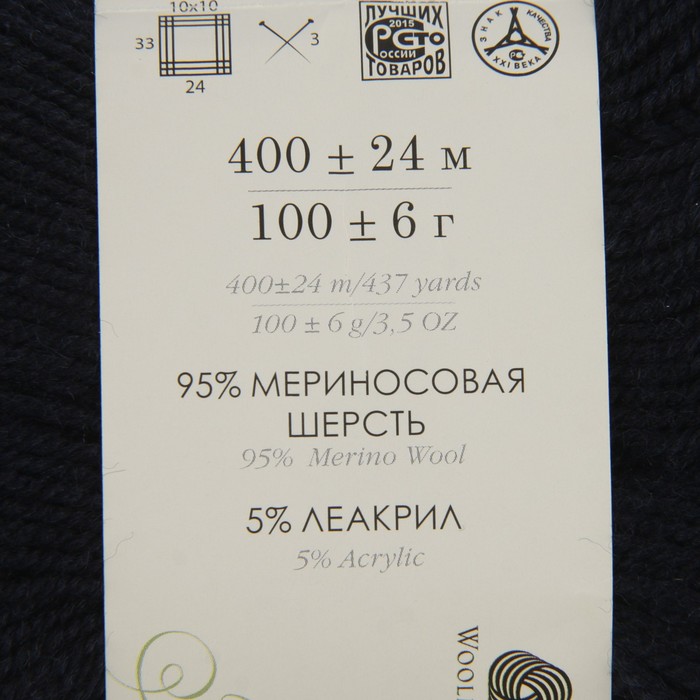 10x10
33
24
3
ЛУЧШИХ
2015
СТО
РОССИИ
ТОВАРОВ
ЗНАК КАЧЕСТВА
XXI ВЕКА
РСТ
400 ± 24 м
100 ± 6 г
400±24 m/437 yards
100 ± 6 g/3,5 OZ
95% МЕРИНОСОВАЯ
ШЕРСТЬ
95% Merino Wool
5% ЛЕАКРИЛ
5% Acrylic